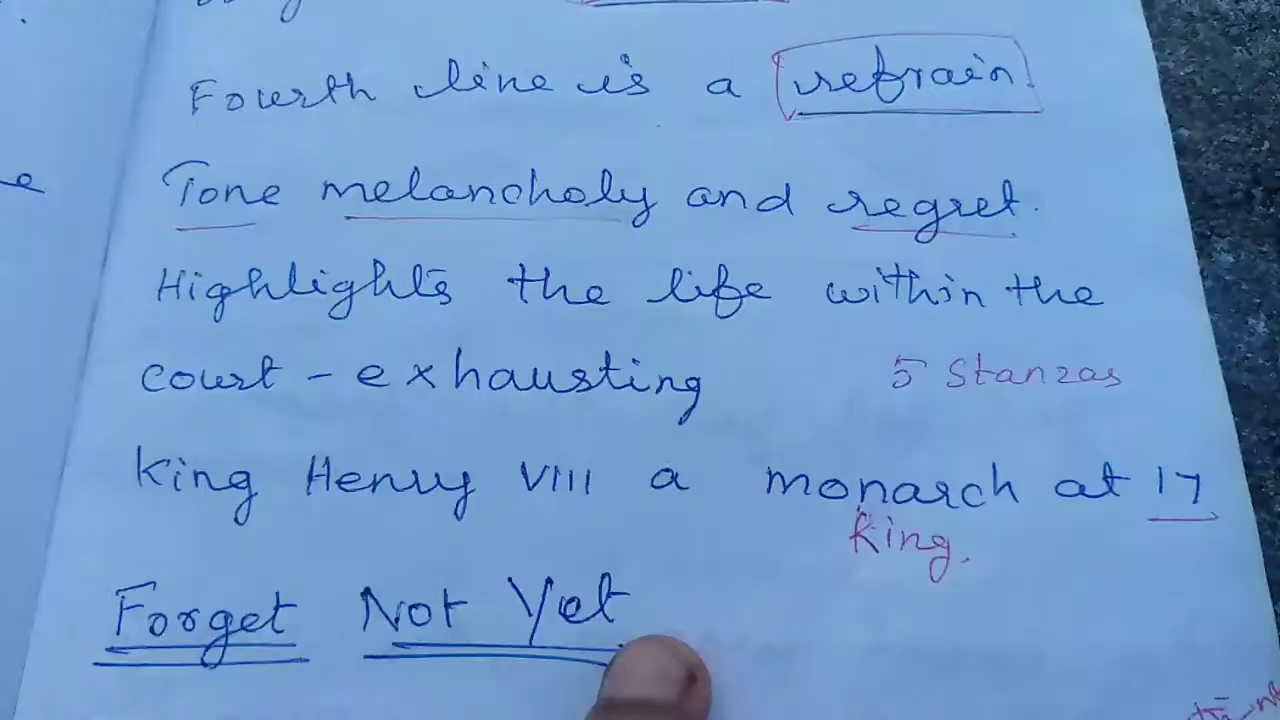 Fourth line is a refrain.
Tone melancholy and regret.
Highlights the life within the
court - exhausting 5 Stanzas
King Henry VIII a monarch at 17
King.
Forget Not Yet